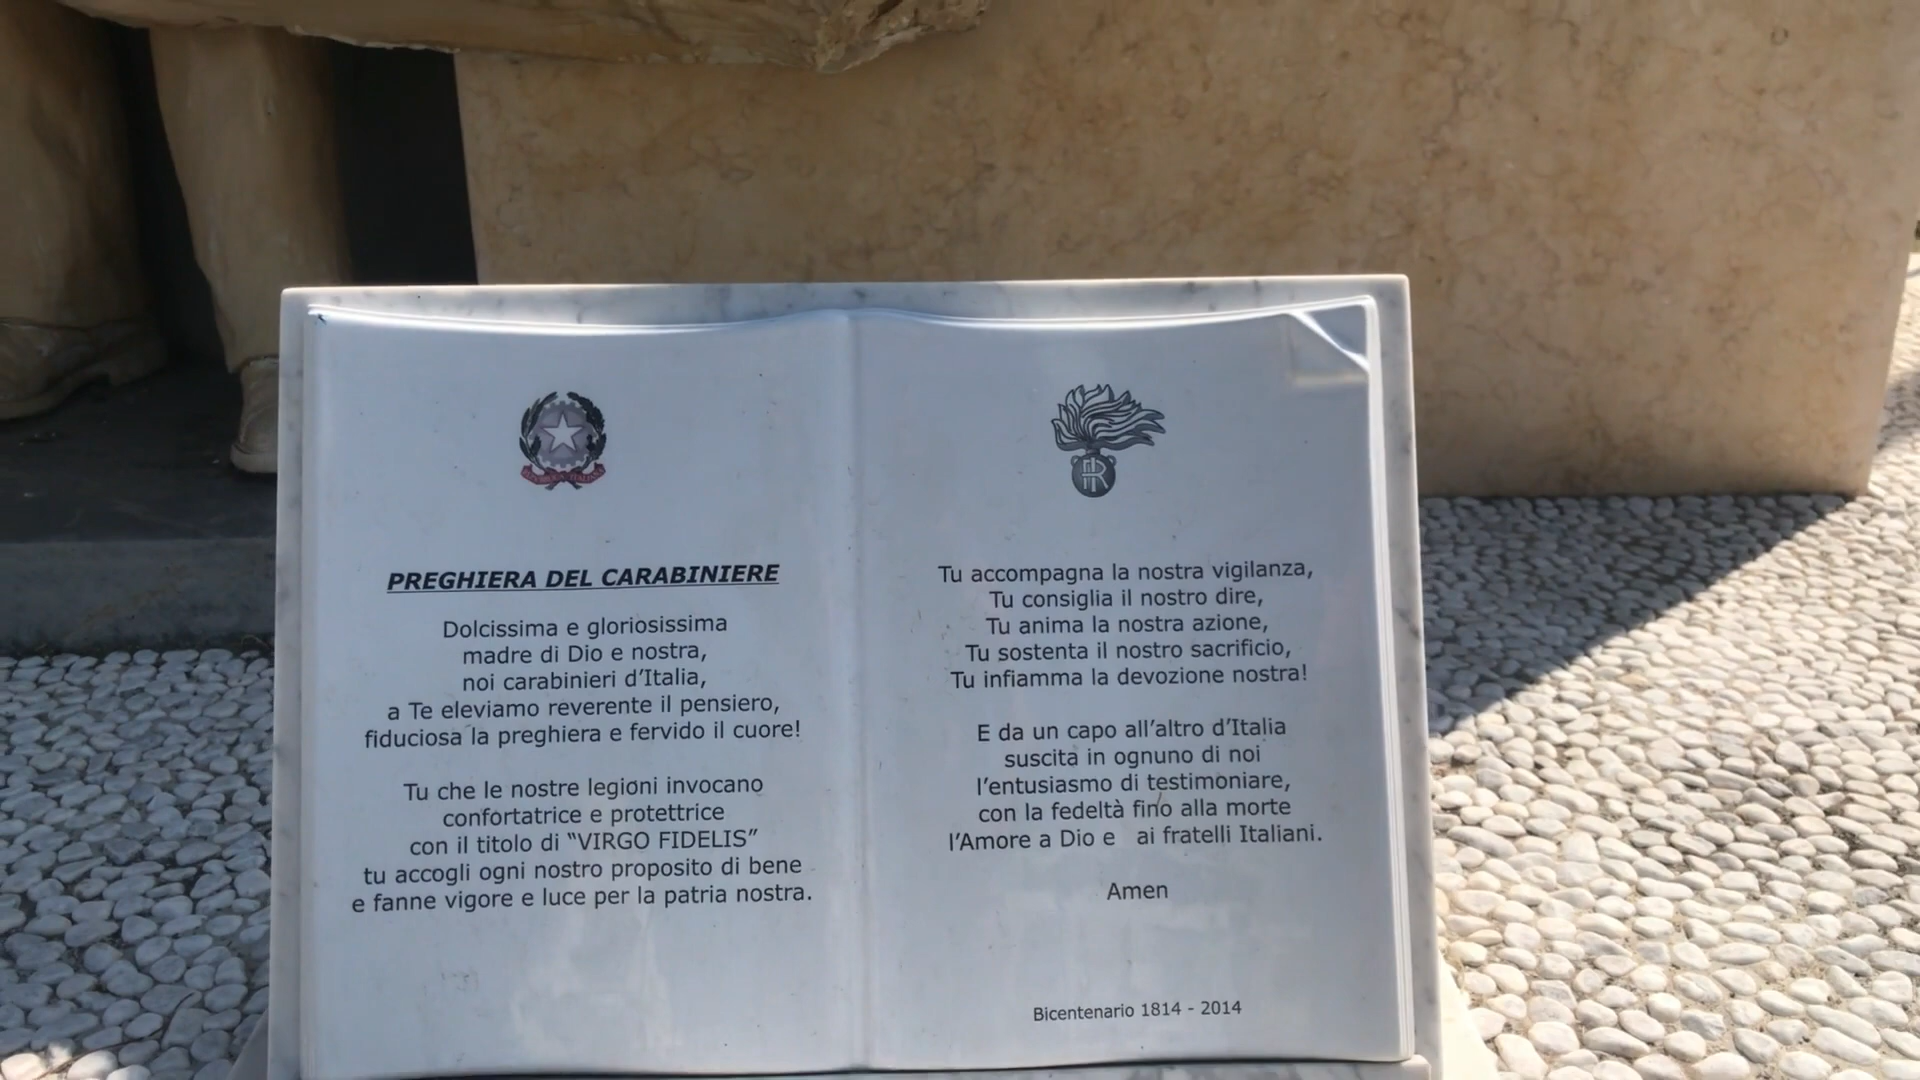 REPVBBLICA ITALIANA
RI
PREGHIERA DEL CARABINIERE
Dolcissima e gloriosissima
madre di Dio e nostra,
noi carabinieri d'Italia,
a Te eleviamo reverente il pensiero,
fiduciosa la preghiera e fervido il cuore!
Tu che le nostre legioni invocano
confortatrice e protettrice
con il titolo di “VIRGO FIDELIS”
tu accogli ogni nostro proposito di bene
e fanne vigore e luce per la patria nostra.
Tu accompagna la nostra vigilanza,
Tu consiglia il nostro dire,
Tu anima la nostra azione,
Tu sostenta il nostro sacrificio,
Tu infiamma la devozione nostra!
E da un capo all'altro d'Italia
suscita in ognuno di noi
l'entusiasmo di testimoniare,
con la fedeltà fino alla morte
l'Amore a Dio e ai fratelli Italiani.
Amen
Bicentenario 1814 - 2014